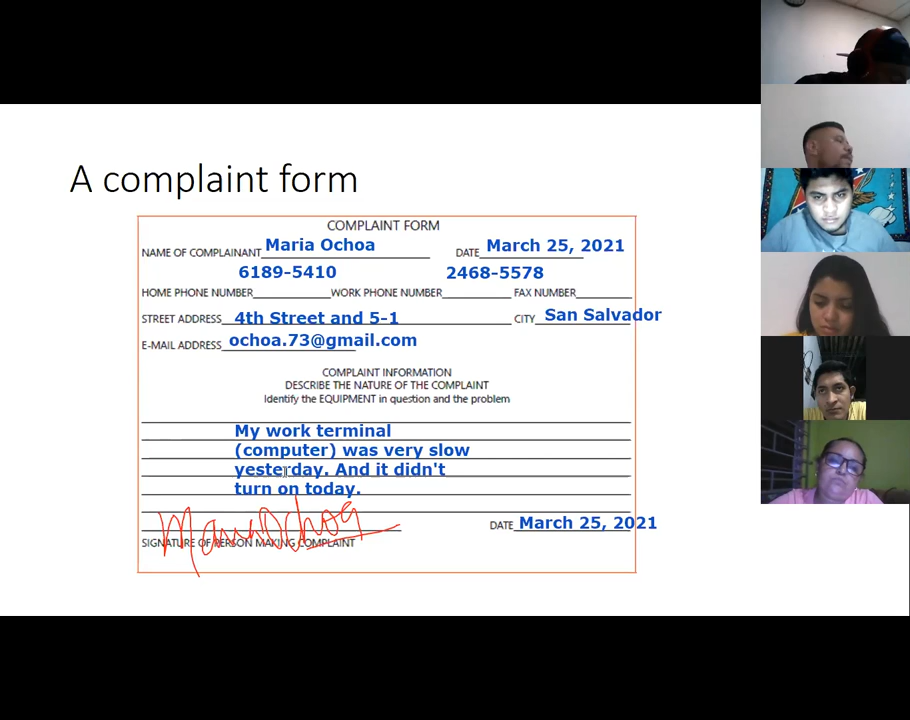 A complaint form
COMPLAINT FORM
NAME OF COMPLAINANT Maria Ochoa DATE March 25, 2021
6189-5410 2468-5578
HOME PHONE NUMBER WORK PHONE NUMBER FAX NUMBER
STREET ADDRESS 4th Street and 5-1 CITY San Salvador
E-MAIL ADDRESS ochoa.73@gmail.com
COMPLAINT INFORMATION
DESCRIBE THE NATURE OF THE COMPLAINT
Identify the EQUIPMENT in question and the problem
My work terminal
(computer) was very slow
yesterday. And it didn't
turn on today.
Maria Ochoa DATE March 25, 2021
SIGNATURE OF PERSON MAKING COMPLAINT